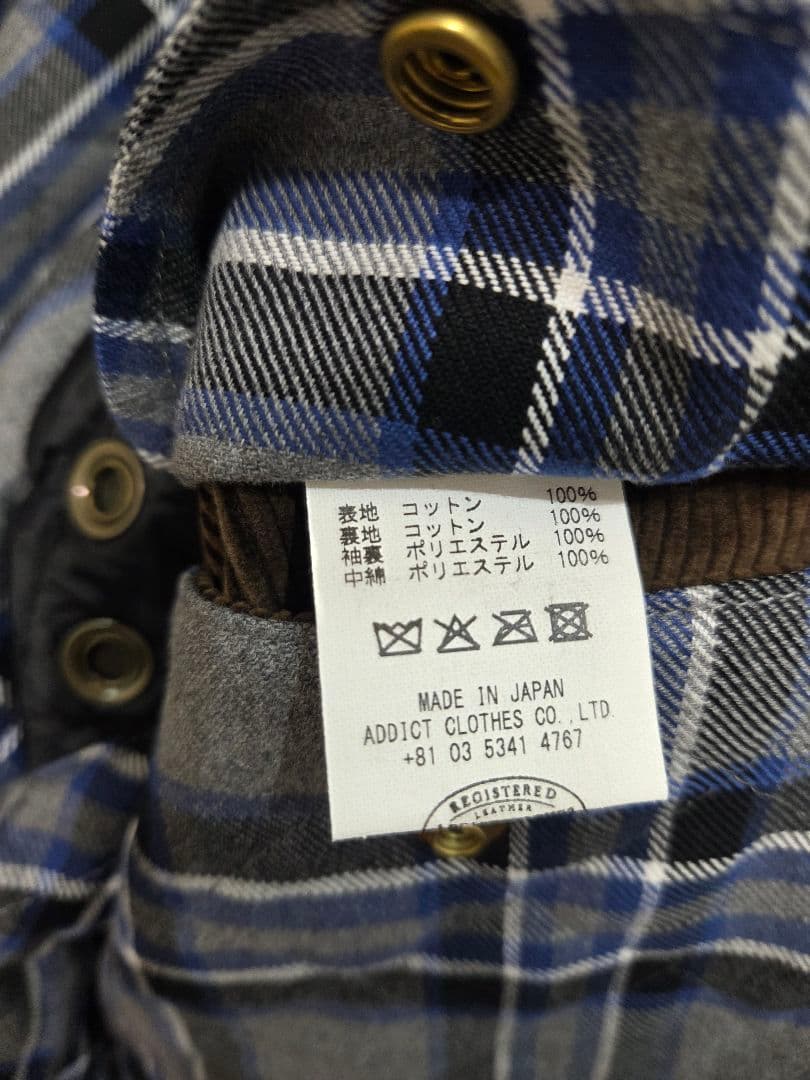 表地 コットン 100%
裏地 コットン 100%
袖裏 ポリエステル 100%
中綿 ポリエステル 100%
MADE IN JAPAN
ADDICT CLOTHES CO.,LTD.
+81 03 5341 4767
REGISTERED
LEATHER